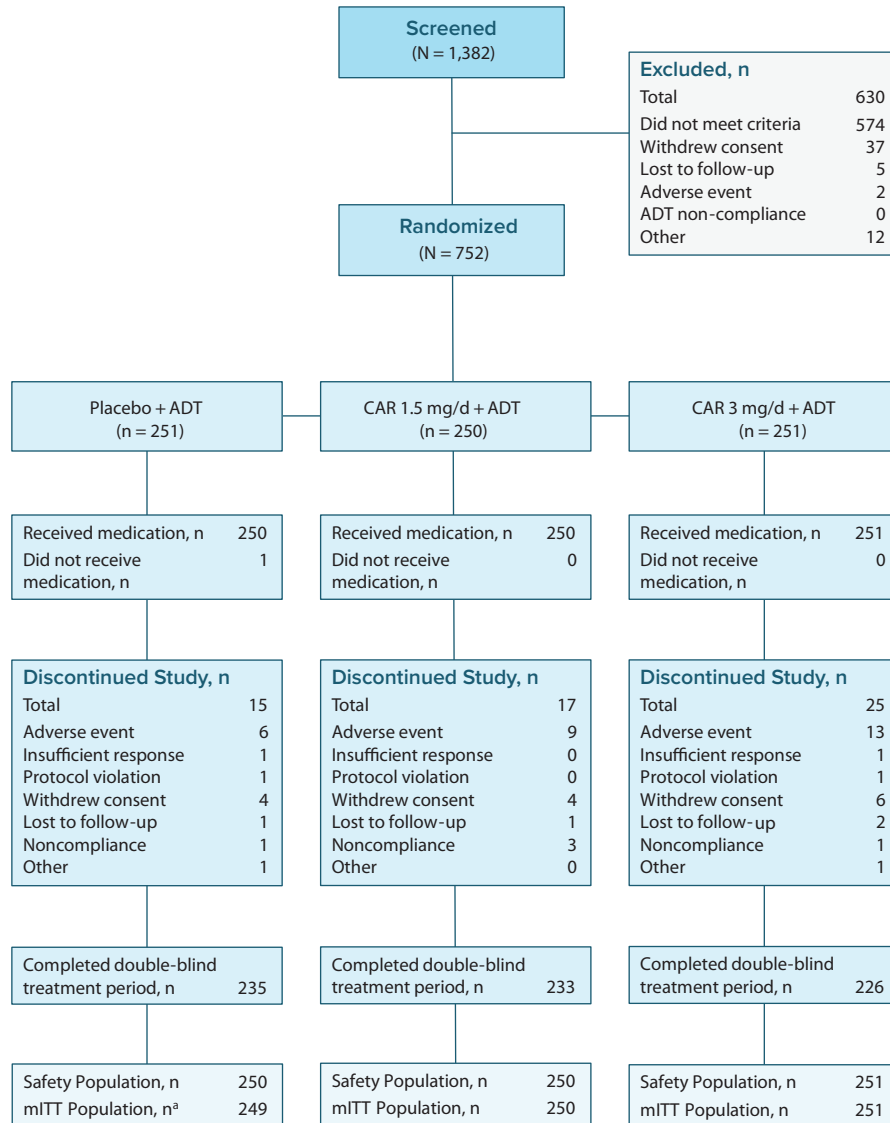 Screened
(N = 1,382)
Excluded, n
Total 630
Did not meet criteria 574
Withdrew consent 37
Lost to follow-up 5
Adverse event 2
ADT non-compliance 0
Other 12
Randomized
(N = 752)
Placebo + ADT
(n = 251)
CAR 1.5 mg/d + ADT
(n = 250)
CAR 3 mg/d + ADT
(n = 251)
Received medication, n 250
Did not receive 1
medication, n
Received medication, n 250
Did not receive 0
medication, n
Received medication, n 251
Did not receive 0
medication, n
Discontinued Study, n
Total 15
Adverse event 6
Insufficient response 1
Protocol violation 1
Withdrew consent 4
Lost to follow-up 1
Noncompliance 1
Other 1
Discontinued Study, n
Total 17
Adverse event 9
Insufficient response 0
Protocol violation 0
Withdrew consent 4
Lost to follow-up 1
Noncompliance 3
Other 0
Discontinued Study, n
Total 25
Adverse event 13
Insufficient response 1
Protocol violation 1
Withdrew consent 6
Lost to follow-up 2
Noncompliance 1
Other 1
Completed double-blind
treatment period, n 235
Completed double-blind
treatment period, n 233
Completed double-blind
treatment period, n 226
Safety Population, n 250
mITT Population, nᵃ 249
Safety Population, n 250
mITT Population, n 250
Safety Population, n 251
mITT Population, n 251